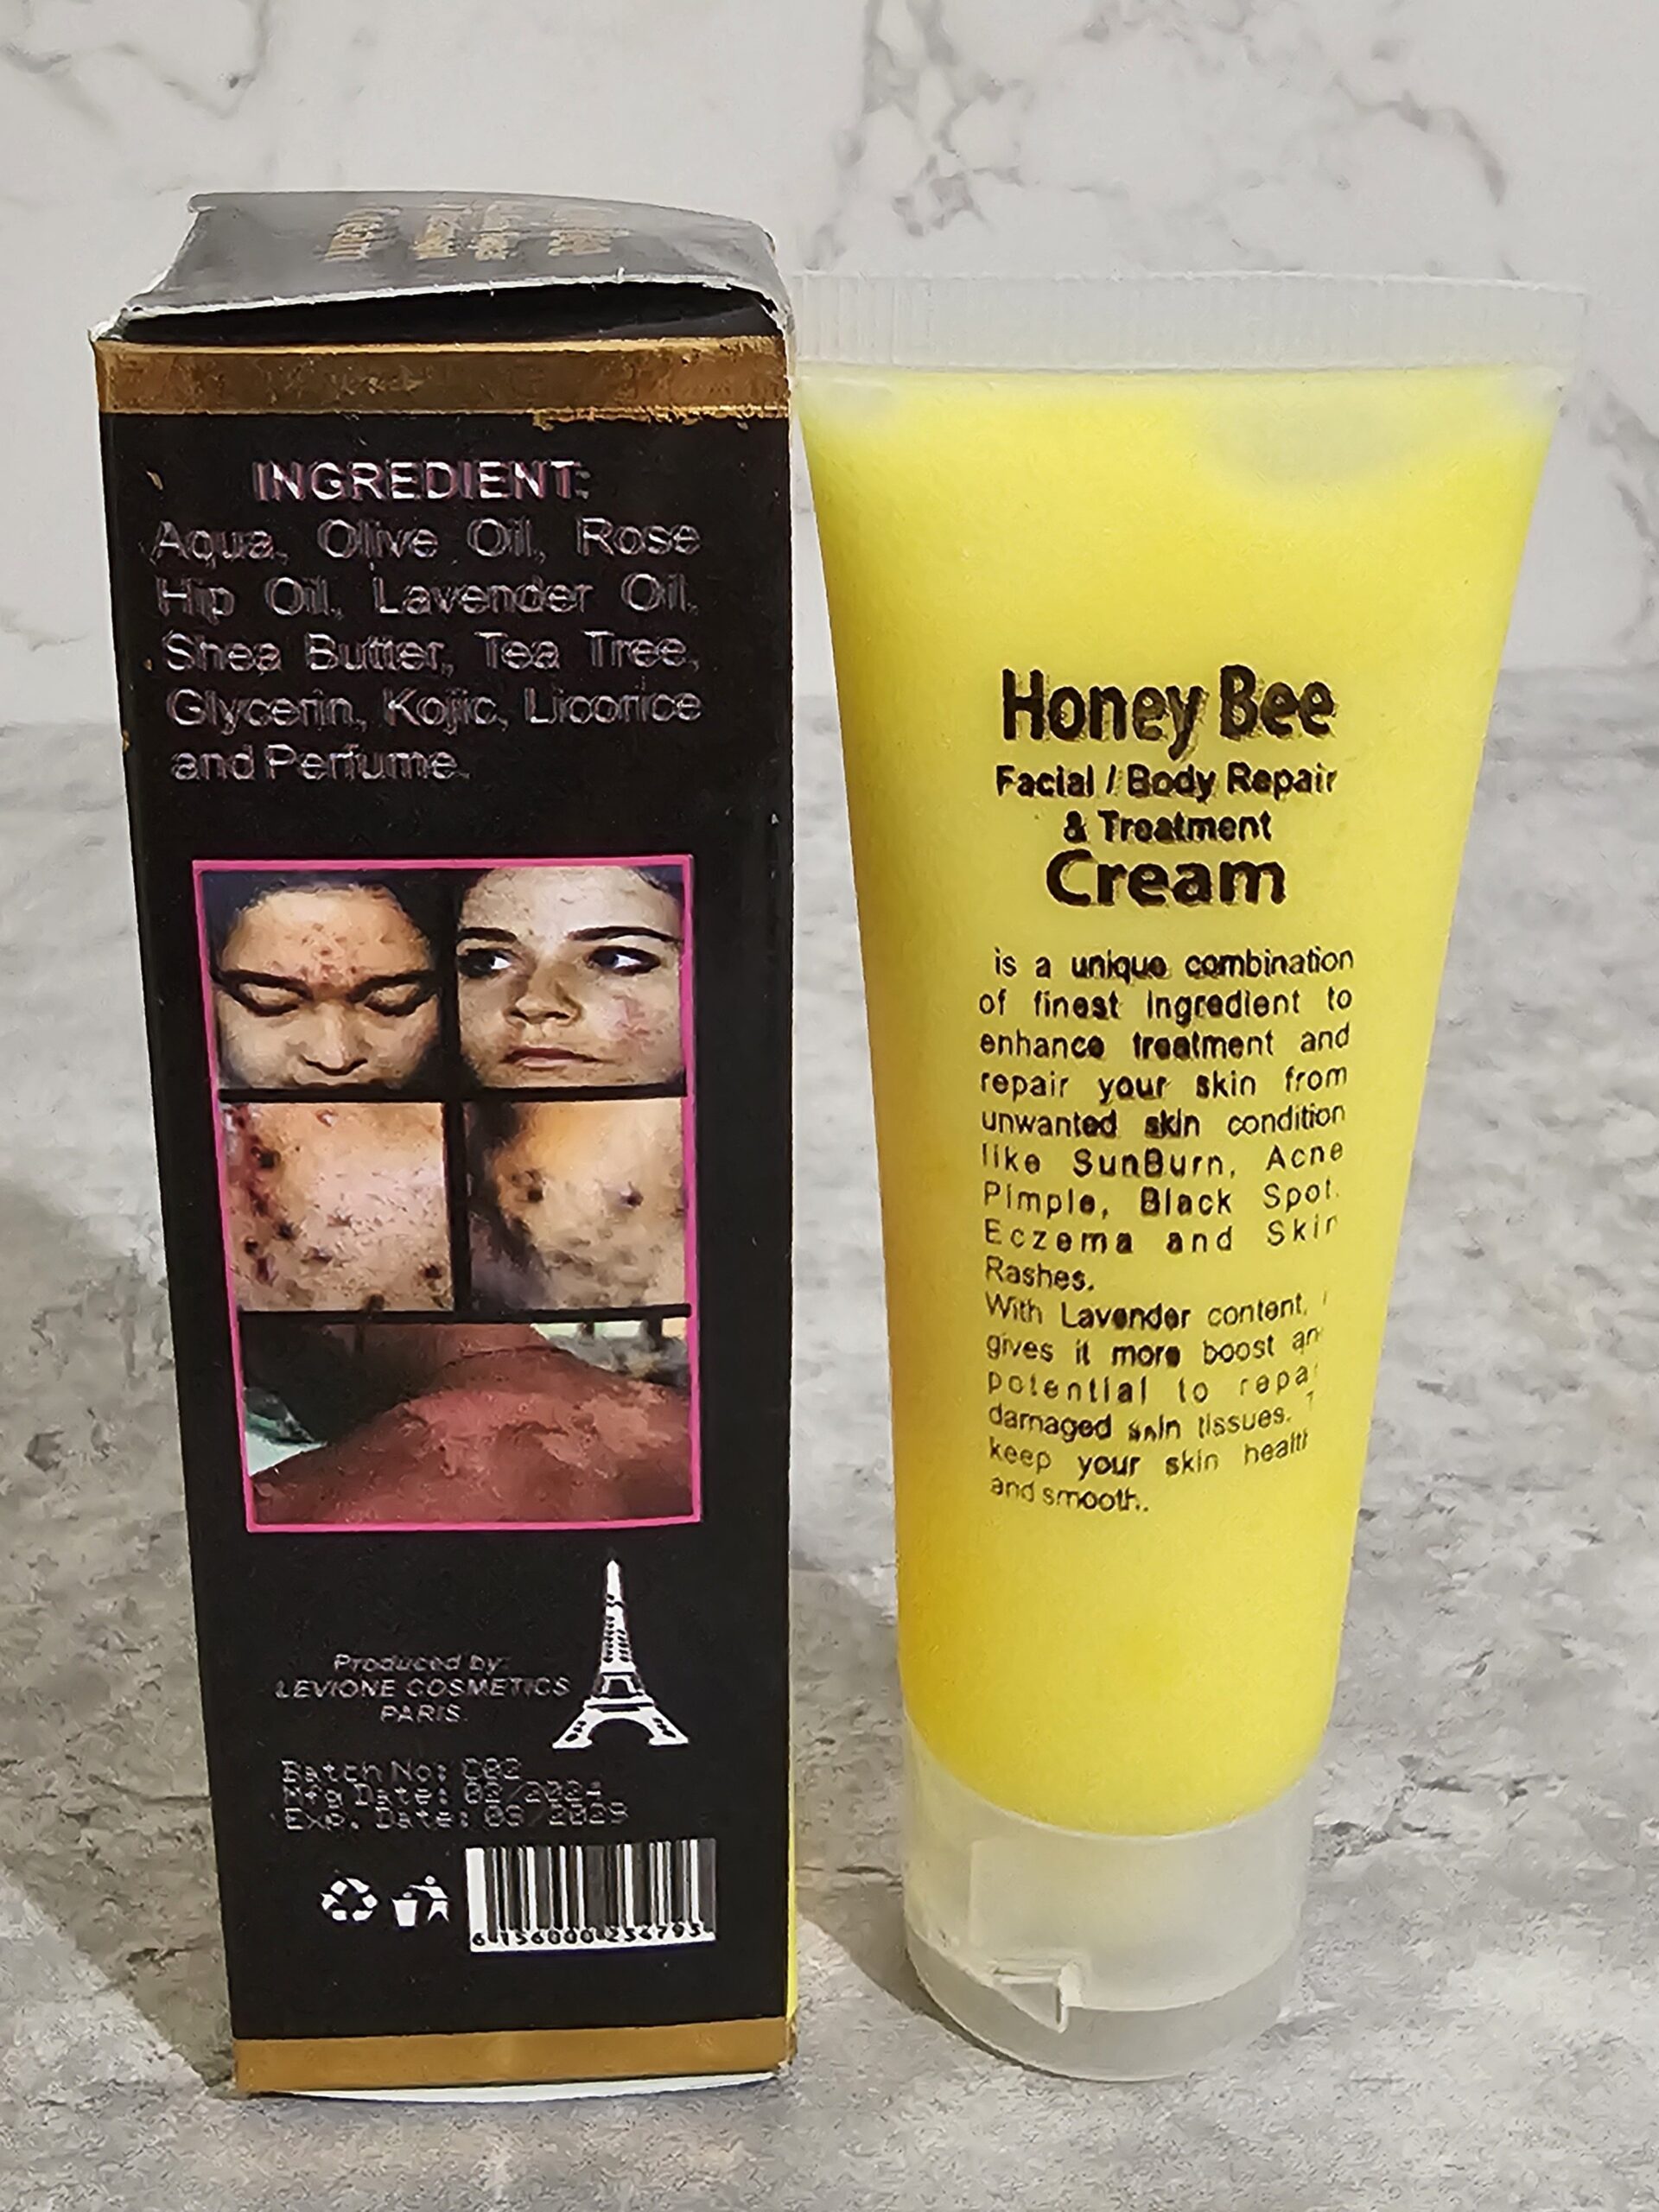 INGREDIENT:
Aqua, Olive Oil, Rose
Hip Oil, Lavender Oil,
Shea Butter, Tea Tree,
Glycerin, Kojic, Licorice
and Perfume.
Produced by:
LEVIONE COSMETICS
PARIS.
Batch No:
Mfg Date: 02/2024
Exp. Date:
Honey Bee
Facial / Body Repair
& Treatment
Cream
is a unique combination
of finest ingredient to
enhance treatment and
repair your skin from
unwanted skin condition
like SunBurn, Acne
Pimple, Black Spot.
Eczema and Skin
Rashes.
With Lavender content,
gives it more boost
potential to
damaged skin tissues.
keep your skin
and smooth.